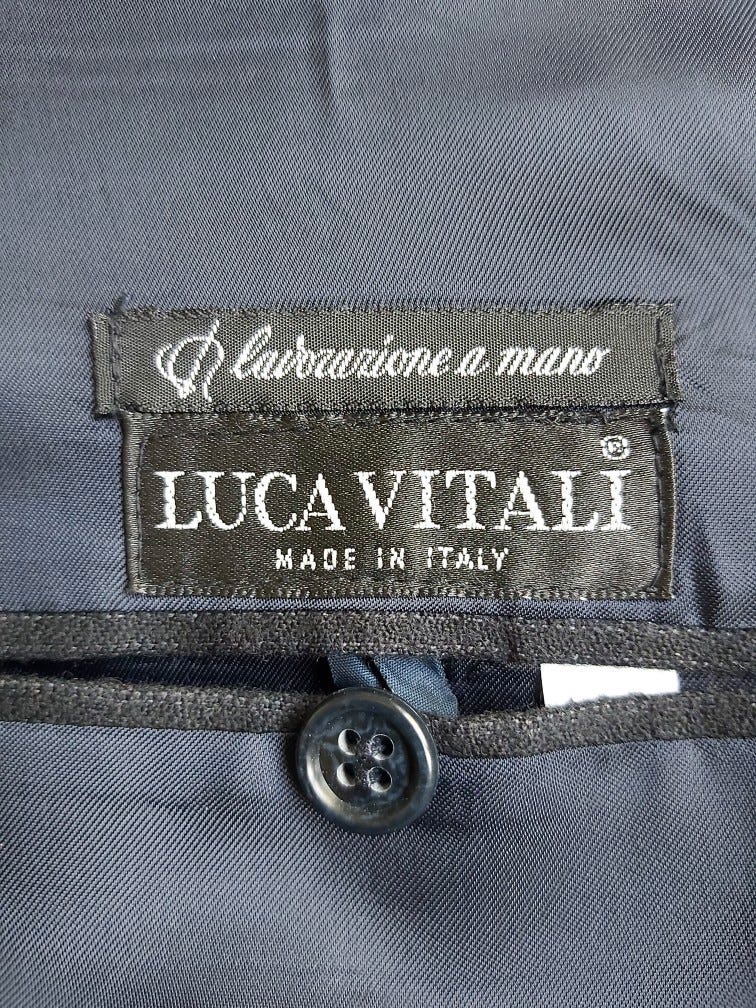 lavorazione a mano
LUCA VITALI ®
MADE IN ITALY